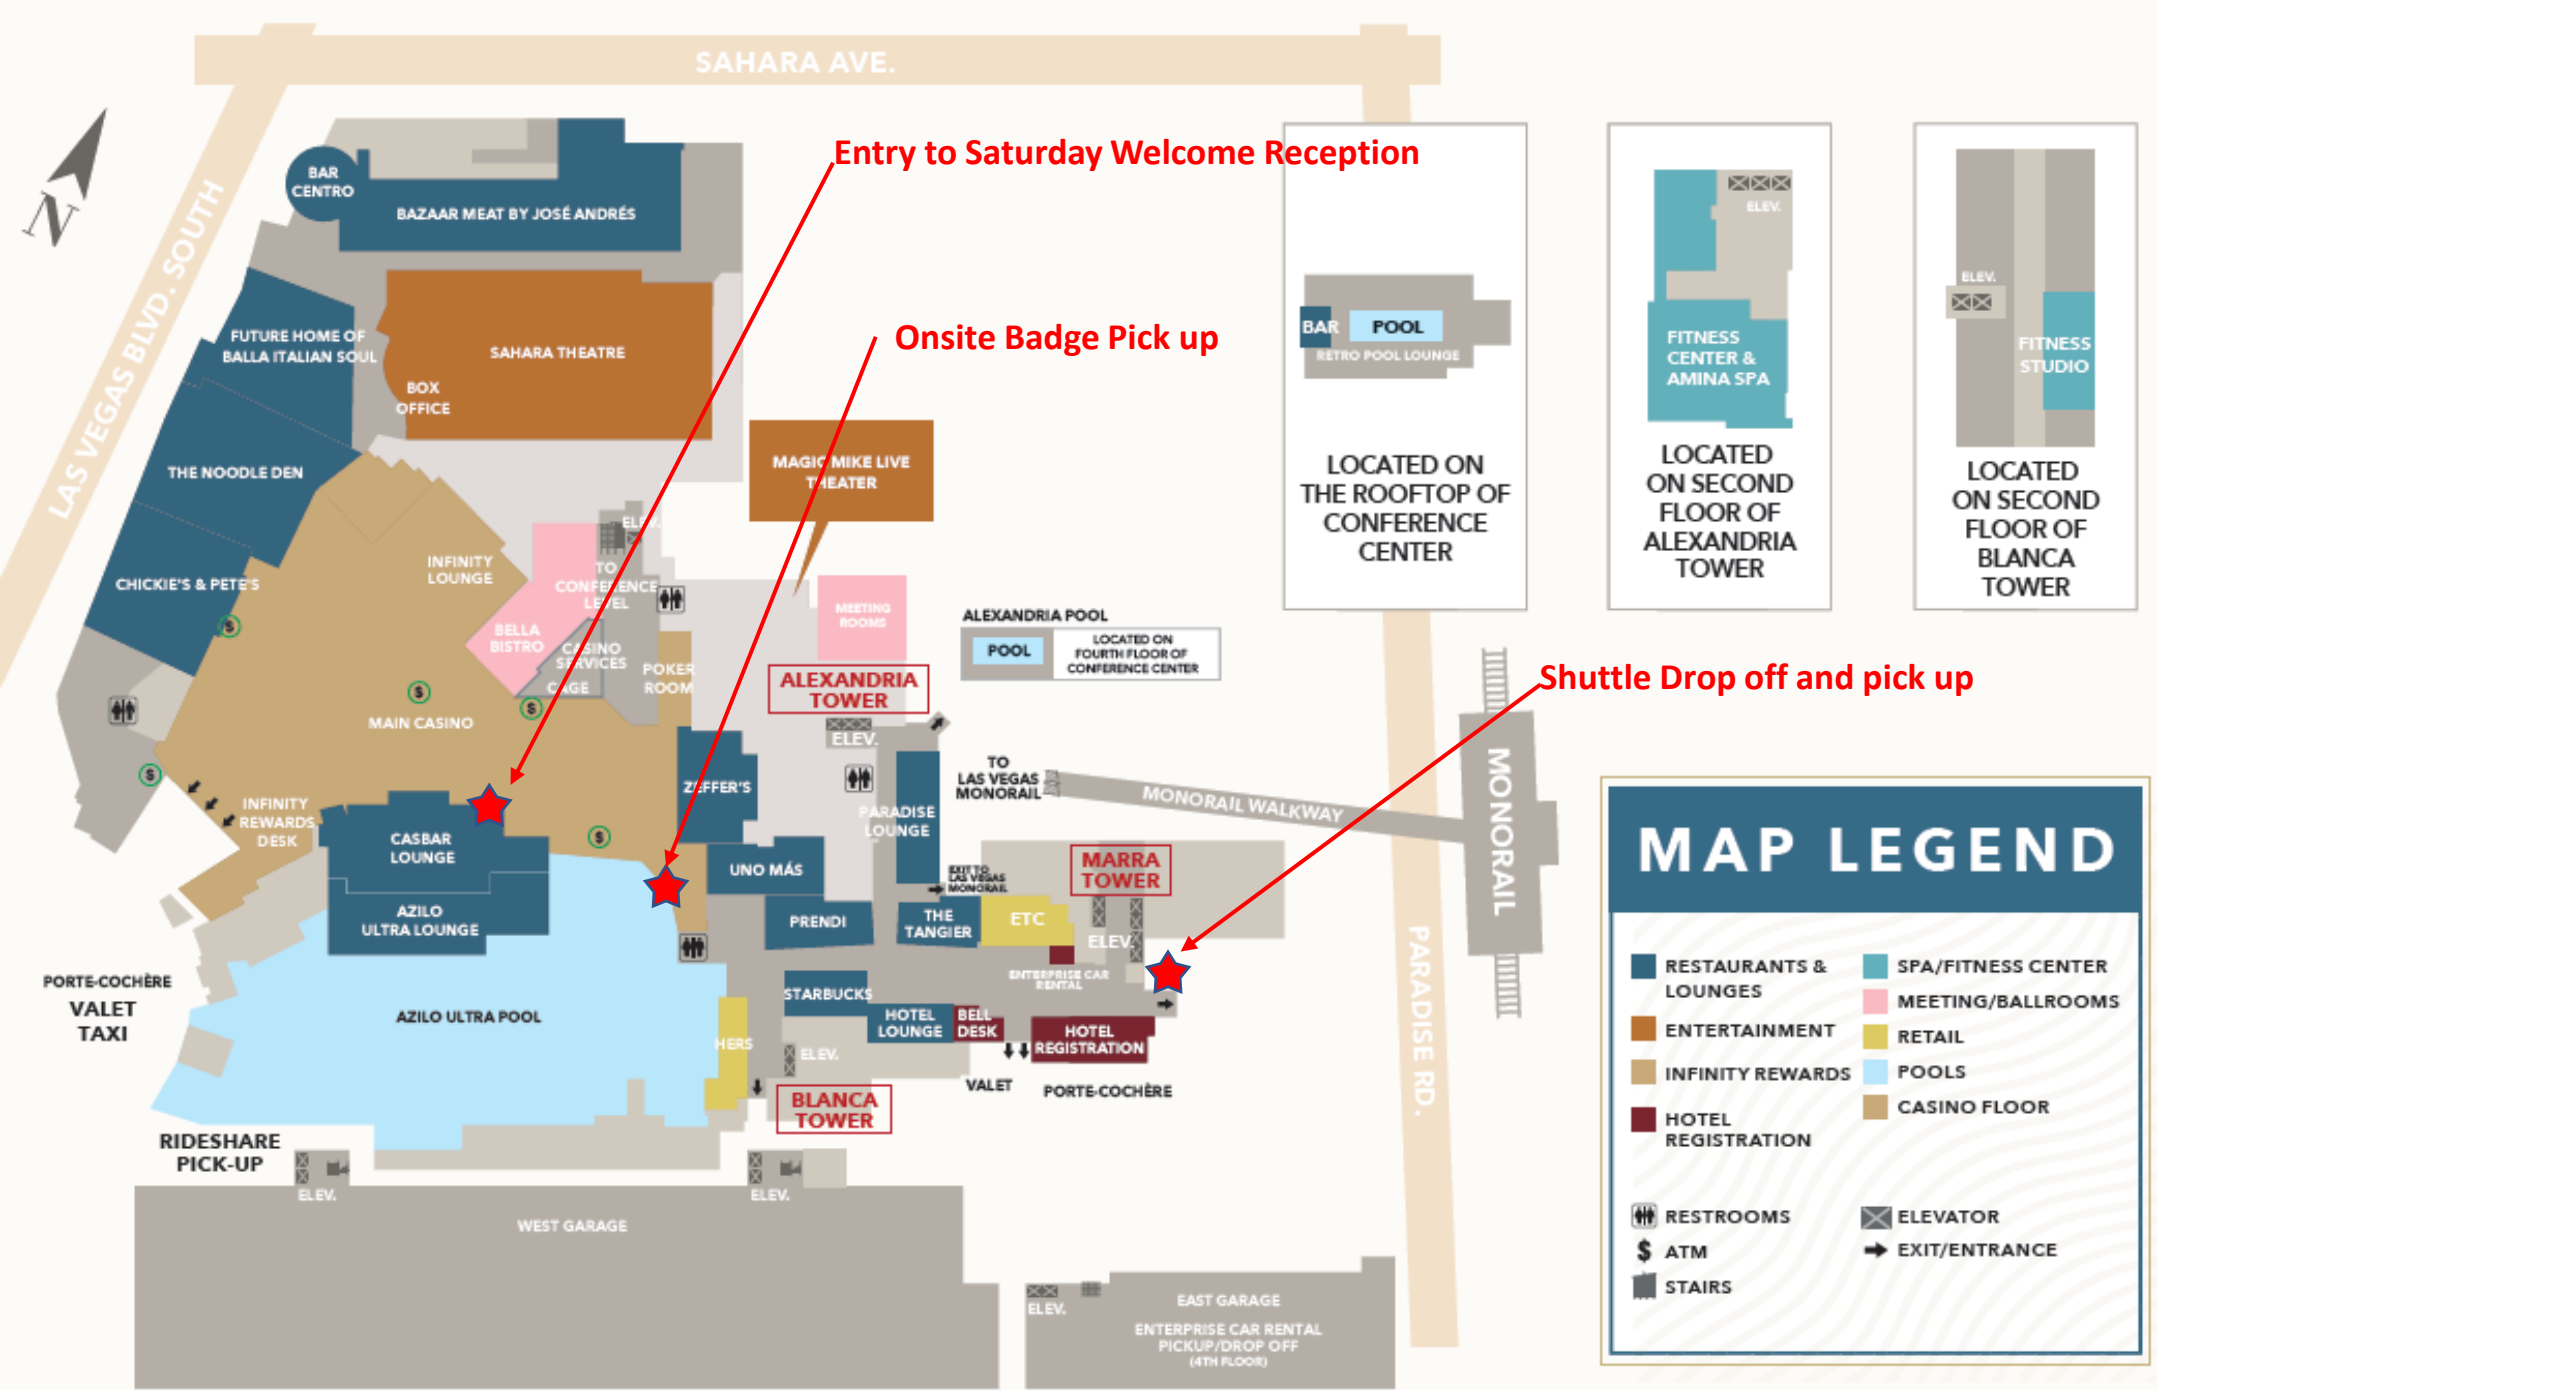 SAHARA AVE.
LAS VEGAS BLVD. SOUTH
N
BAR
CENTRO
BAZAAR MEAT BY JOSÉ ANDRÉS
Entry to Saturday Welcome Reception
FUTURE HOME OF
BALLA ITALIAN SOUL
SAHARA THEATRE
BOX
OFFICE
Onsite Badge Pick up
THE NOODLE DEN
MAGIC MIKE LIVE
THEATER
CHICKIE'S & PETE'S
INFINITY
LOUNGE
ELEV.
TO
CONFERENCE
LEVEL
BELLA
BISTRO
CASINO
SERVICES
CAGE
POKER
ROOM
MEETING
ROOMS
ALEXANDRIA POOL
POOL
LOCATED ON
FOURTH FLOOR OF
CONFERENCE CENTER
$
$
$
$
$
MAIN CASINO
ALEXANDRIA
TOWER
ELEV.
ZEFFER'S
PARADISE
LOUNGE
TO
LAS VEGAS
MONORAIL
MONORAIL WALKWAY
MONORAIL
Shuttle Drop off and pick up
INFINITY
REWARDS
DESK
CASBAR
LOUNGE
AZILO
ULTRA LOUNGE
UNO MÁS
EXIT TO
LAS VEGAS
MONORAIL
MARRA
TOWER
PRENDI
THE
TANGIER
ETC
ELEV.
ENTERPRISE CAR
RENTAL
PARADISE RD.
PORTE-COCHÈRE
VALET
TAXI
AZILO ULTRA POOL
STARBUCKS
HOTEL
LOUNGE
BELL
DESK
HOTEL
REGISTRATION
HERS
ELEV.
VALET
PORTE-COCHÈRE
BLANCA
TOWER
RIDESHARE
PICK-UP
ELEV.
ELEV.
WEST GARAGE
ELEV.
EAST GARAGE
ENTERPRISE CAR RENTAL
PICKUP/DROP OFF
(4TH FLOOR)
BAR
POOL
RETRO POOL LOUNGE
LOCATED ON
THE ROOFTOP OF
CONFERENCE
CENTER
ELEV.
FITNESS
CENTER &
AMINA SPA
LOCATED
ON SECOND
FLOOR OF
ALEXANDRIA
TOWER
ELEV.
FITNESS
STUDIO
LOCATED
ON SECOND
FLOOR OF
BLANCA
TOWER
MAP LEGEND
RESTAURANTS &
LOUNGES
ENTERTAINMENT
INFINITY REWARDS
HOTEL
REGISTRATION
SPA/FITNESS CENTER
MEETING/BALLROOMS
RETAIL
POOLS
CASINO FLOOR
RESTROOMS
$ ATM
STAIRS
ELEVATOR
EXIT/ENTRANCE